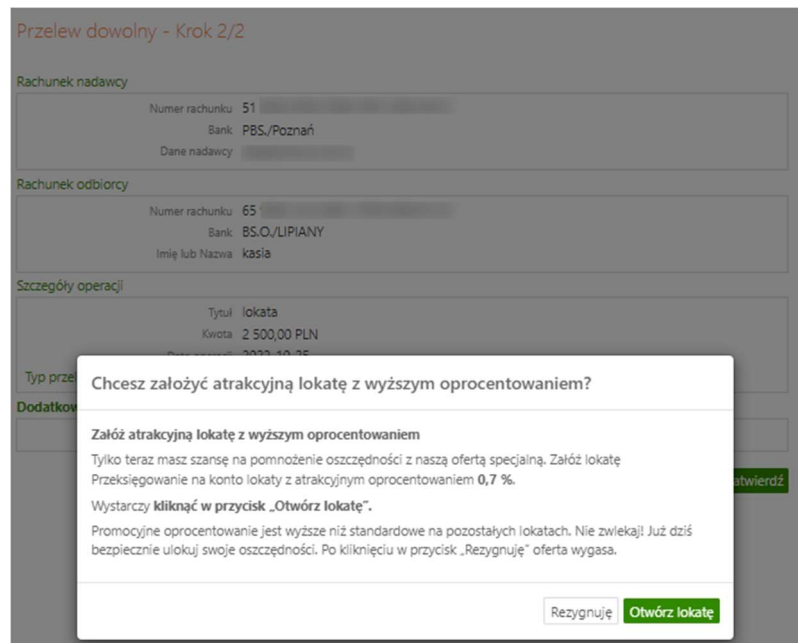 Przelew dowolny - Krok 2/2
Rachunek nadawcy
Numer rachunku 51
Bank PBS./Poznań
Dane nadawcy
Rachunek odbiorcy
Numer rachunku 65
Bank BS.O./LIPIANY
Imię lub Nazwa kasia
Szczegóły operacji
Tytuł lokata
Kwota 2 500,00 PLN
Typ
Chcesz założyć atrakcyjną lokatę z wyższym oprocentowaniem?
Załóż atrakcyjną lokatę z wyższym oprocentowaniem
Tylko teraz masz szansę na pomnożenie oszczędności z naszą ofertą specjalną. Załóż lokatę
Przeksięgowanie na konto lokaty z atrakcyjnym oprocentowaniem 0,7 %.
Wystarczy kliknąć w przycisk „Otwórz lokatę".
Promocyjne oprocentowanie jest wyższe niż standardowe na pozostałych lokatach. Nie zwlekaj! Już dziś
bezpiecznie ulokuj swoje oszczędności. Po kliknięciu w przycisk „Rezygnuję" oferta wygasa.
Rezygnuję Otwórz lokatę